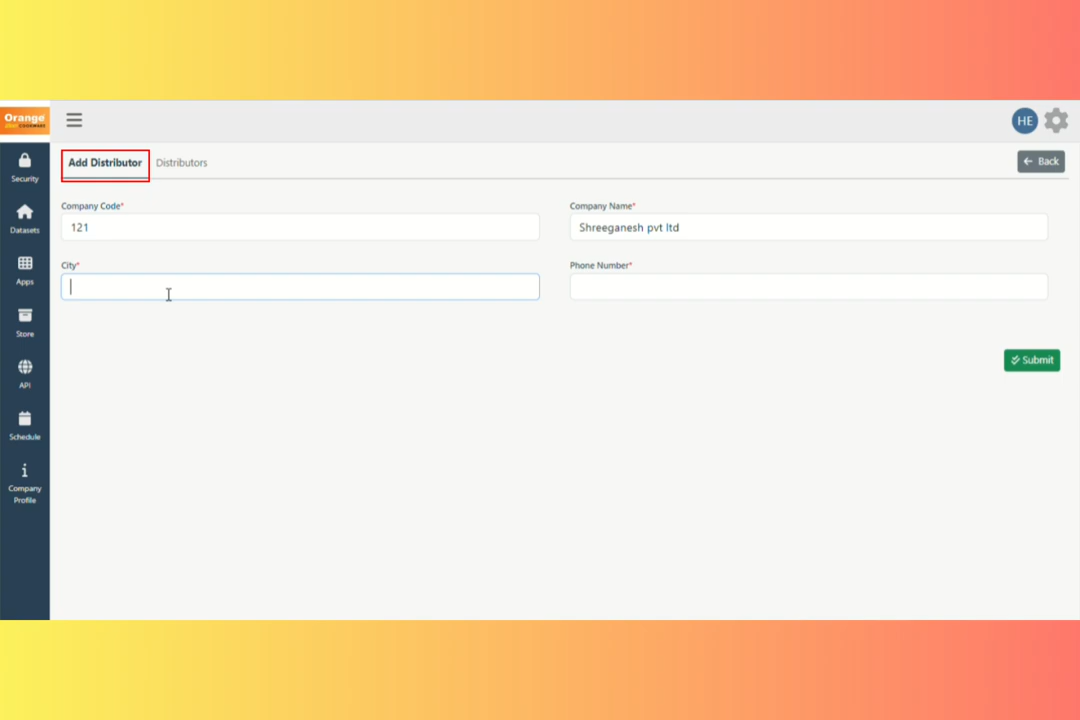 Orange
HE
Add Distributor Distributors
Back
Security
Datasets
Apps
Store
API
Schedule
Company
Profile
Company Code* Company Name*
121 Shreeganesh pvt ltd
City* Phone Number*
Submit